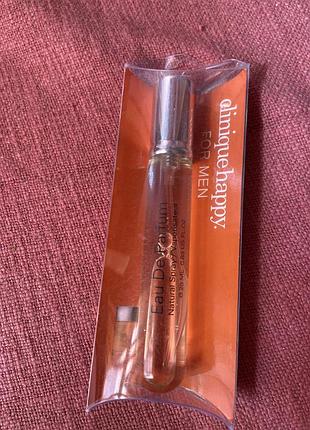 cliniquehappy.
FOR MEN
Eau De Parfum
Natural Spray